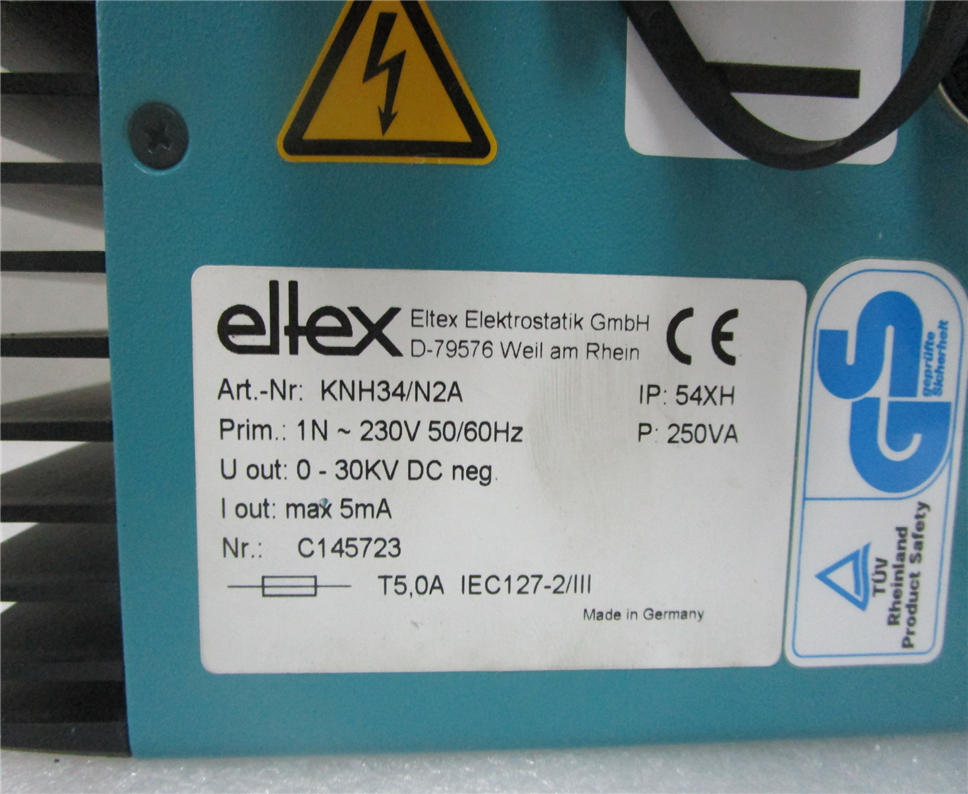 eltex
Eltex Elektrostatik GmbH
D-79576 Weil am Rhein
CE
Art.-Nr: KNH34/N2A
IP: 54XH
Prim.: 1N ~ 230V 50/60Hz
P: 250VA
U out: 0 - 30KV DC neg.
I out: max 5mA
Nr.: C145723
T5,0A IEC127-2/III
Made in Germany
GS
geprüfte
Sicherheit
TÜV
Rheinland
Product Safety